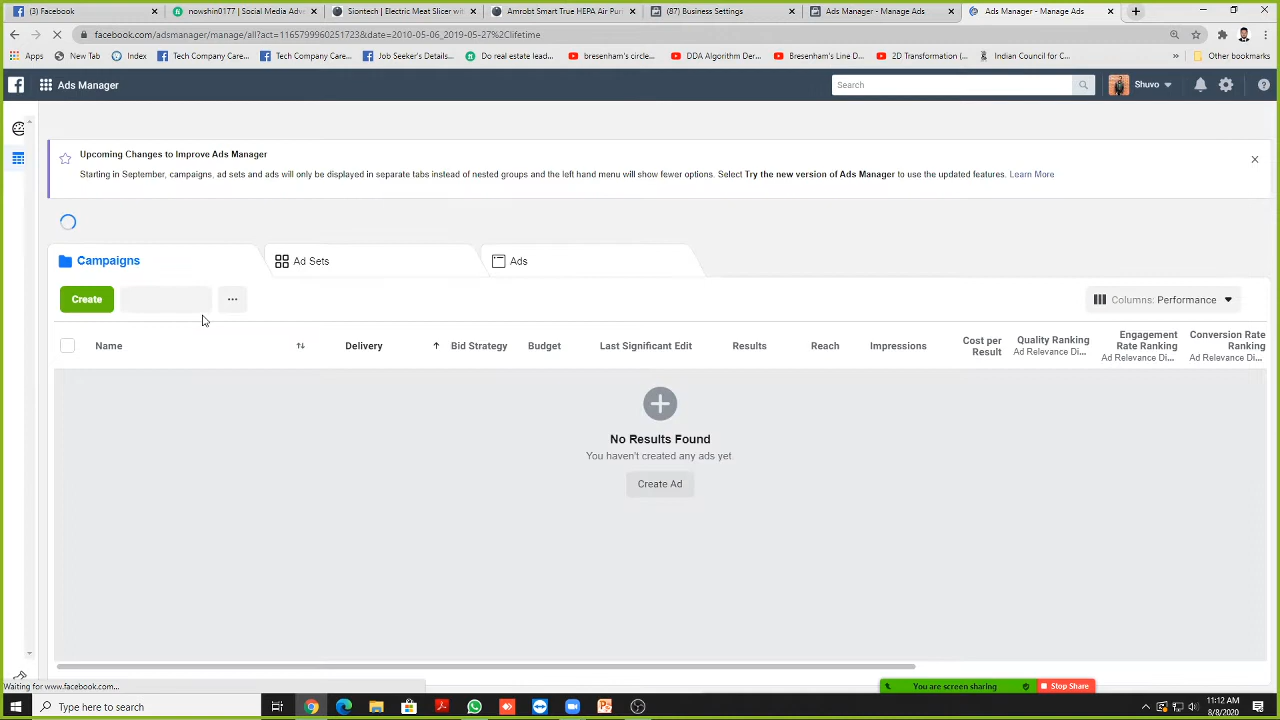 (3) Facebook
nowshin0177 | Social Media Adve
Siontech | Electric Meat Slicer with
Amrobt Smart True HEPA Air Puri
(87) Business Settings
Ads Manager - Manage Ads
Ads Manager - Manage Ads
facebook.com/adsmanager/manage/all?act=116579960251723&date=2010-05-06_2019-05-27%2Clifetime
Apps
To Watch
Index
Tech Company Care...
Tech Company Care...
Job Seeker's Details...
bresenham's circle...
DDA Algorithm Der...
Bresenham's Line D...
2D Transformation (...
Indian Council for C...
»
Other bookmarks
Ads Manager
Search
Shuvo
Upcoming Changes to Improve Ads Manager
Starting in September, campaigns, ad sets and ads will only be displayed in separate tabs instead of nested groups and the left hand menu will show fewer options. Select Try the new version of Ads Manager to use the updated features. Learn More
Campaigns
Ad Sets
Ads
Create
...
Columns: Performance
Name
Delivery
Bid Strategy
Budget
Last Significant Edit
Results
Reach
Impressions
Cost per
Result
Quality Ranking
Ad Relevance Di...
Engagement
Rate Ranking
Ad Relevance Di...
Conversion Rate
Ranking
Ad Relevance Di...
No Results Found
You haven't created any ads yet
Create Ad
Waiting for www.facebook.com...
You are screen sharing
Stop Share
Type here to search
11:12 AM
8/8/2020